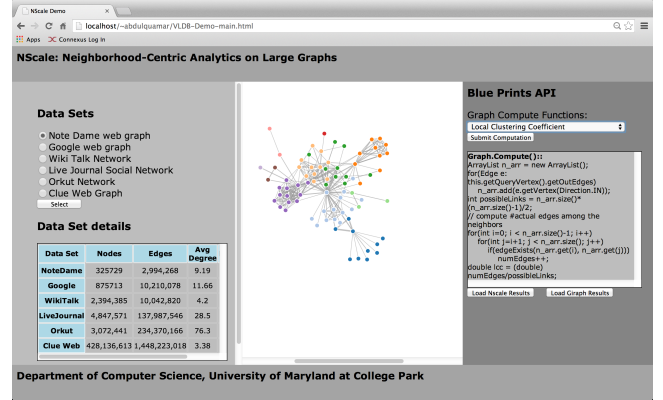 NScale Demo
localhost/~abdulquamar/VLDB-Demo-main.html
Apps Connexus Log In
NScale: Neighborhood-Centric Analytics on Large Graphs
Data Sets
Note Dame web graph
Google web graph
Wiki Talk Network
Live Journal Social Network
Orkut Network
Clue Web Graph
Select
Data Set details
Data Set Nodes Edges Avg Degree
NoteDame 325729 2,994,268 9.19
Google 875713 10,210,078 11.66
WikiTalk 2,394,385 10,042,820 4.2
LiveJournal 4,847,571 137,987,546 28.5
Orkut 3,072,441 234,370,166 76.3
Clue Web 428,136,613 1,448,223,018 3.38
Blue Prints API
Graph Compute Functions:
Local Clustering Coefficient
Submit Computation
Graph.Compute()::
ArrayList n_arr = new ArrayList();
for(Edge e:
this.getQueryVertex().getOutEdges)
n_arr.add(e.getVertex(Direction.IN));
int possibleLinks = n_arr.size()*
(n_arr.size()-1)/2;
// compute #actual edges among the
neighbors
for(int i=0; i < n_arr.size()-1; i++)
for(int j=i+1; j < n_arr.size(); j++)
if(edgeExists(n_arr.get(i), n_arr.get(j)))
numEdges++;
double lcc = (double)
numEdges/possibleLinks;
Load Nscale Results Load Giraph Results
Department of Computer Science, University of Maryland at College Park